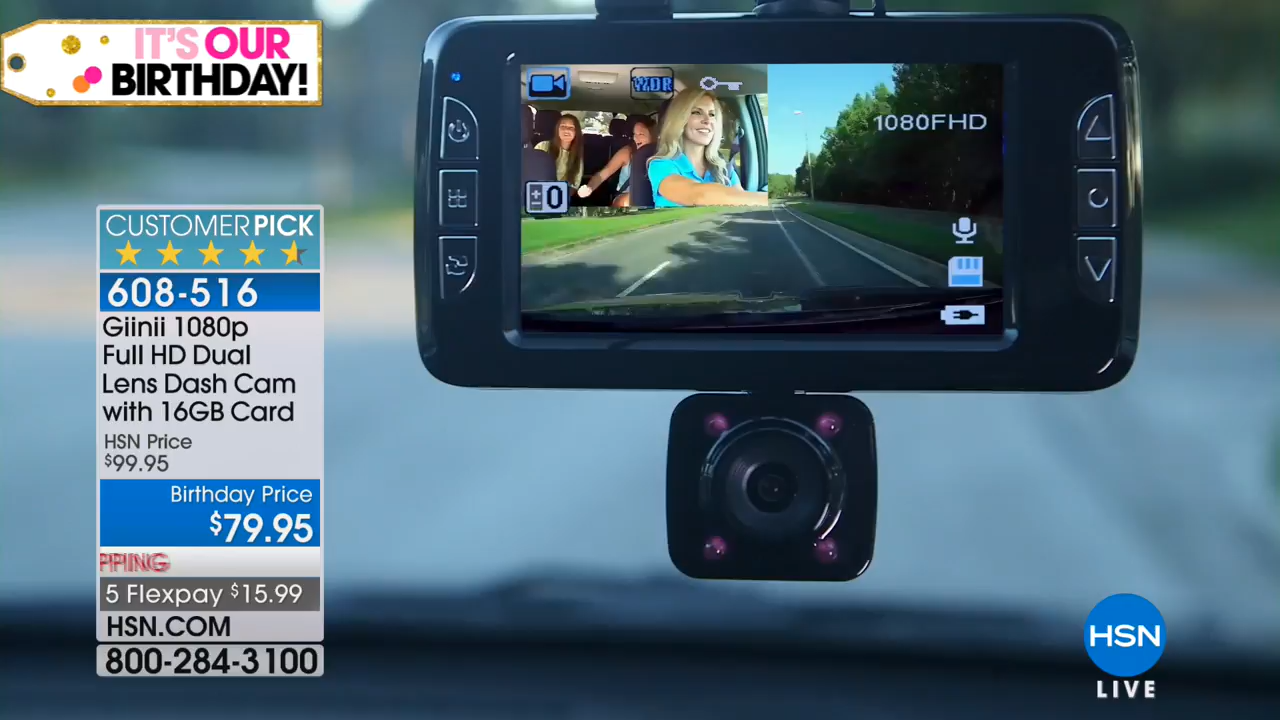 IT'S OUR
BIRTHDAY!
CUSTOMER PICK
608-516
Giinii 1080p
Full HD Dual
Lens Dash Cam
with 16GB Card
HSN Price
$99.95
Birthday Price
$79.95
PPING
5 Flexpay $15.99
HSN.COM
800-284-3100
WDR
0
1080FHD
HSN
LIVE